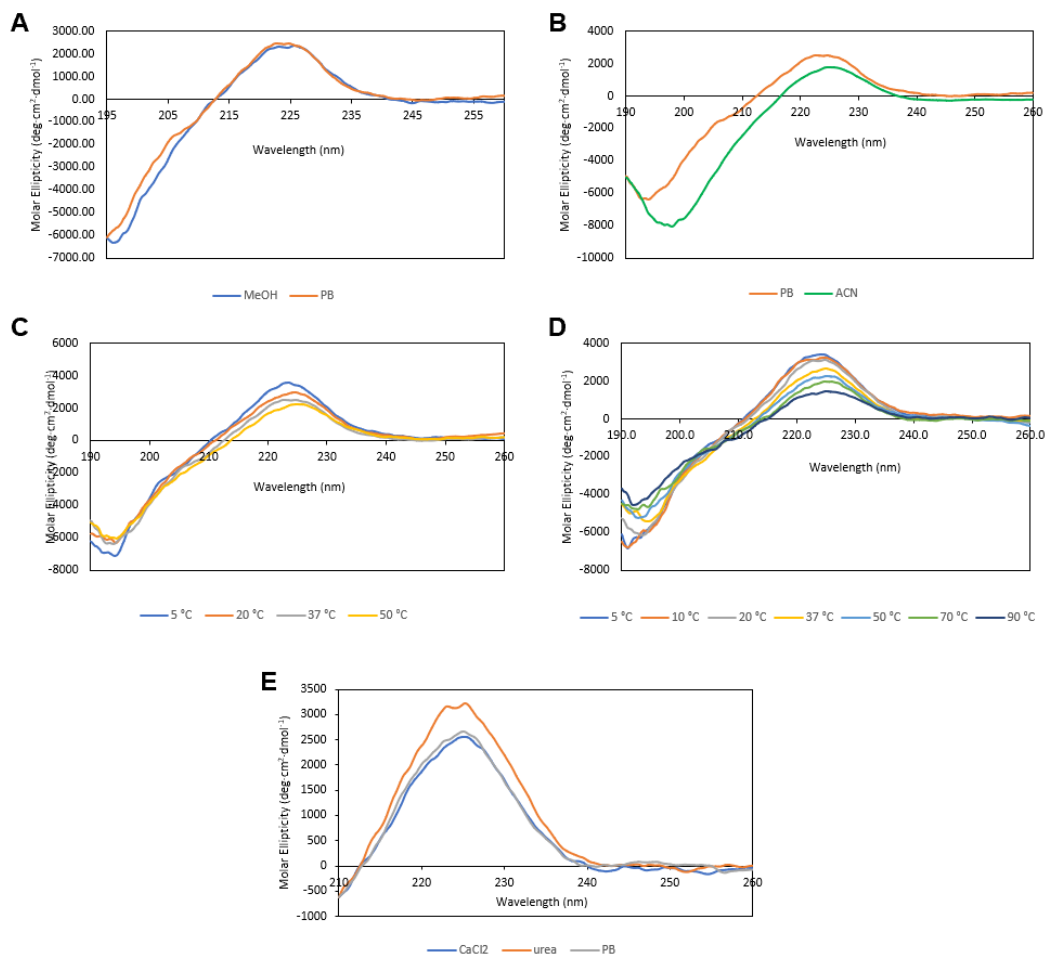 A
3000.00
2000.00
1000.00
0.00
-1000.00
-2000.00
-3000.00
-4000.00
-5000.00
-6000.00
-7000.00
195 205 215 225 235 245 255
Molar Ellipticity (deg·cm²·dmol⁻¹)
Wavelength (nm)
MeOH PB
B
4000
2000
0
-2000
-4000
-6000
-8000
-10000
190 200 210 220 230 240 250 260
Molar Ellipticity (deg·cm²·dmol⁻¹)
Wavelength (nm)
PB ACN
C
6000
4000
2000
0
-2000
-4000
-6000
-8000
190 200 210 220 230 240 250 260
Molar Ellipticity (deg·cm²·dmol⁻¹)
Wavelength (nm)
5 °C 20 °C 37 °C 50 °C
D
4000
2000
0
-2000
-4000
-6000
-8000
190.0 200.0 210.0 220.0 230.0 240.0 250.0 260.0
Molar Ellipticity (deg·cm²·dmol⁻¹)
Wavelength (nm)
5 °C 10 °C 20 °C 37 °C 50 °C 70 °C 90 °C
E
3500
3000
2500
2000
1500
1000
500
0
-500
-1000
210 220 230 240 250 260
Molar Ellipticity (deg·cm²·dmol⁻¹)
Wavelength (nm)
CaCl2 urea PB